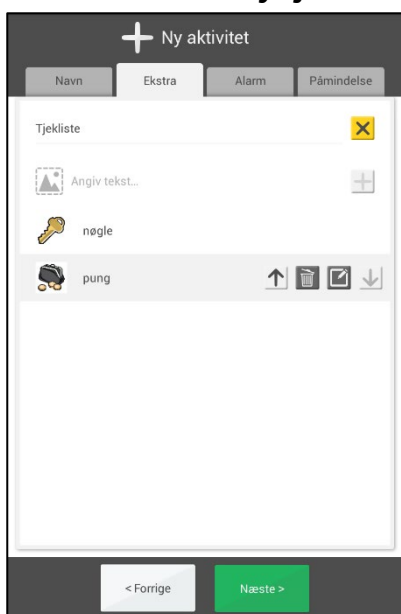 Ny aktivitet
Navn Ekstra Alarm Påmindelse
Tjekliste
Angiv tekst...
nøgle
pung
< Forrige Næste >